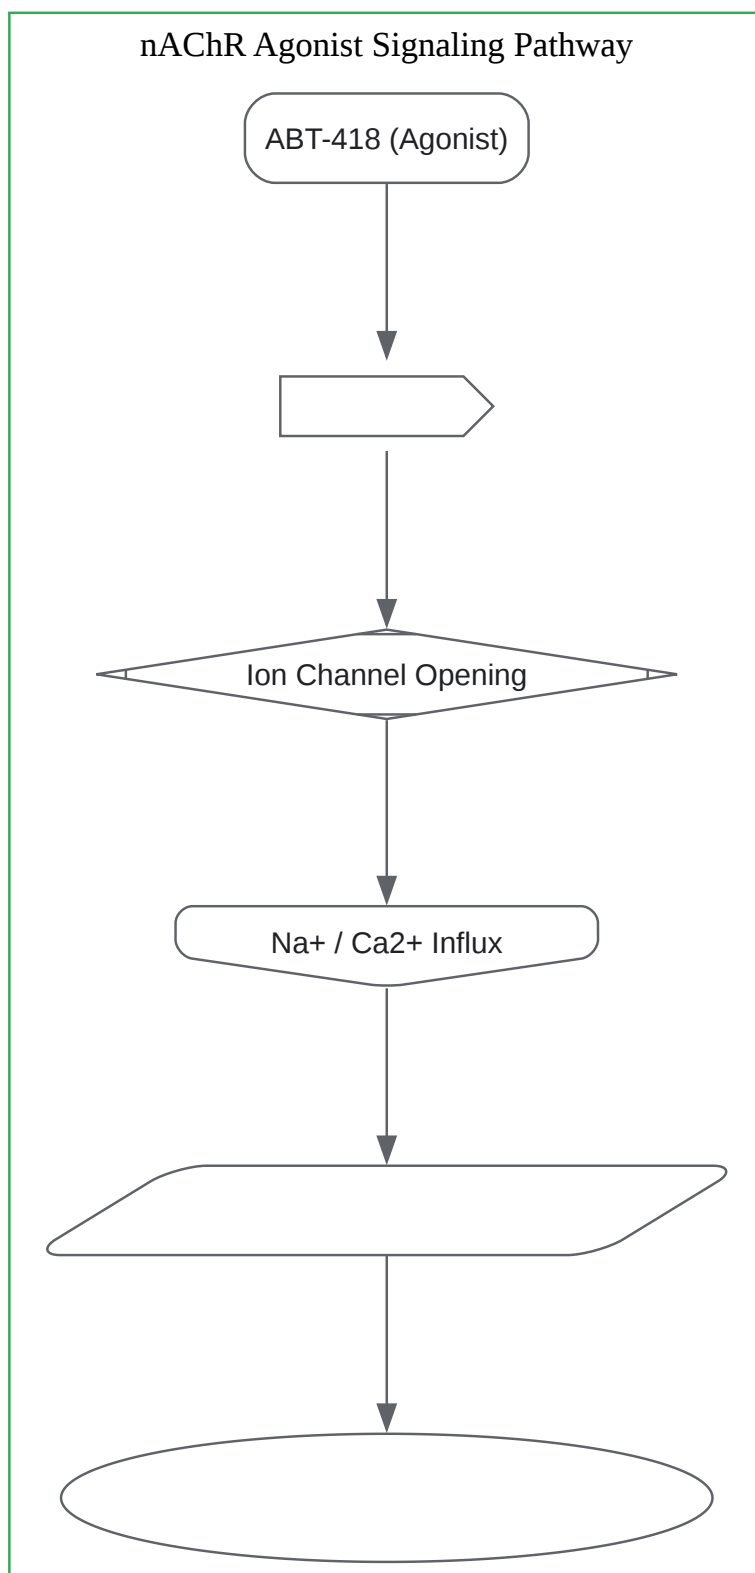 nAChR Agonist Signaling Pathway
ABT-418 (Agonist)
Ion Channel Opening
Na+ / Ca2+ Influx